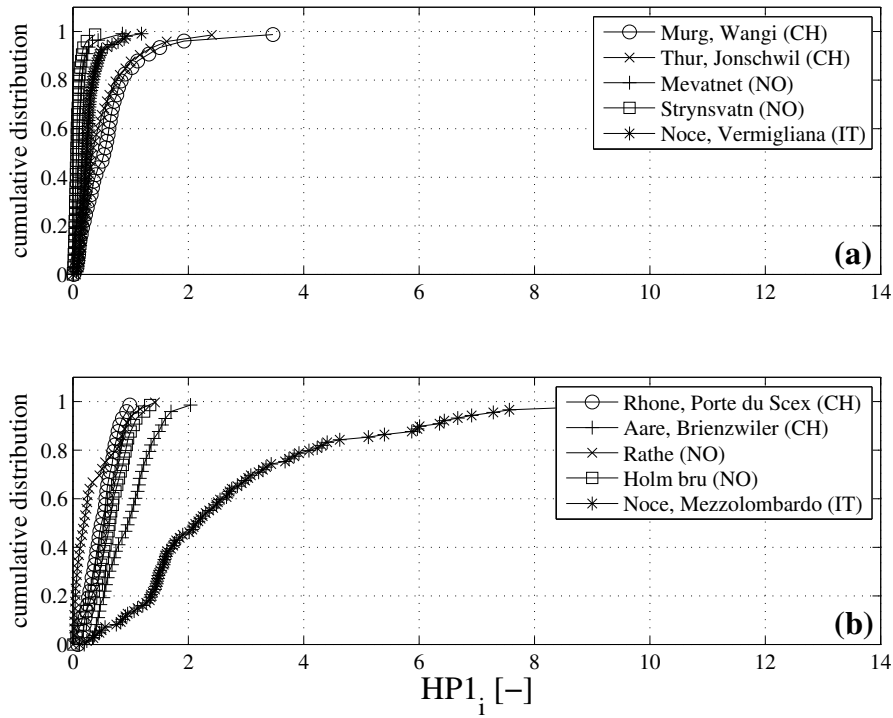 1
0.8
0.6
0.4
0.2
0
0 2 4 6 8 10 12 14
cumulative distribution
Murg, Wangi (CH)
Thur, Jonschwil (CH)
Mevatnet (NO)
Strynsvatn (NO)
Noce, Vermigliana (IT)
(a)
1
0.8
0.6
0.4
0.2
0
0 2 4 6 8 10 12 14
cumulative distribution
Rhone, Porte du Scex (CH)
Aare, Brienzwiler (CH)
Rathe (NO)
Holm bru (NO)
Noce, Mezzolombardo (IT)
(b)
HP1i [−]